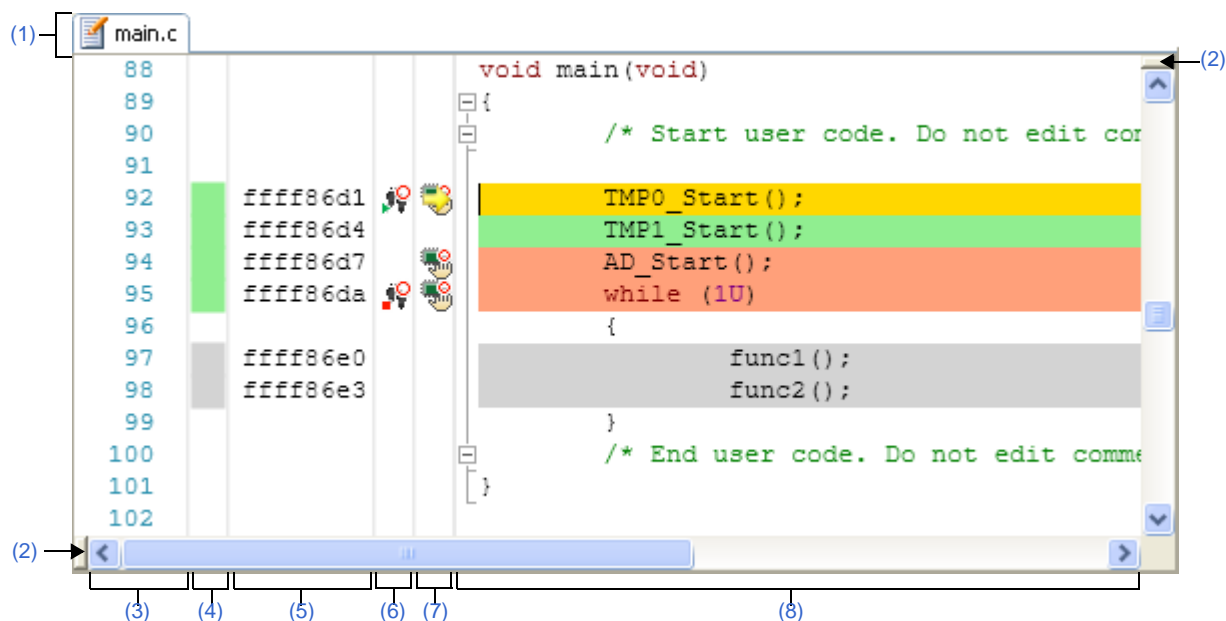 (1) main.c
88 void main(void) (2)
89 {
90 /* Start user code. Do not edit com
91
92 ffff86d1 TMP0_Start();
93 ffff86d4 TMP1_Start();
94 ffff86d7 AD_Start();
95 ffff86da while (1U)
96 {
97 ffff86e0 func1();
98 ffff86e3 func2();
99 }
100 /* End user code. Do not edit comme
101 }
102
(2)
(3) (4) (5) (6) (7) (8)